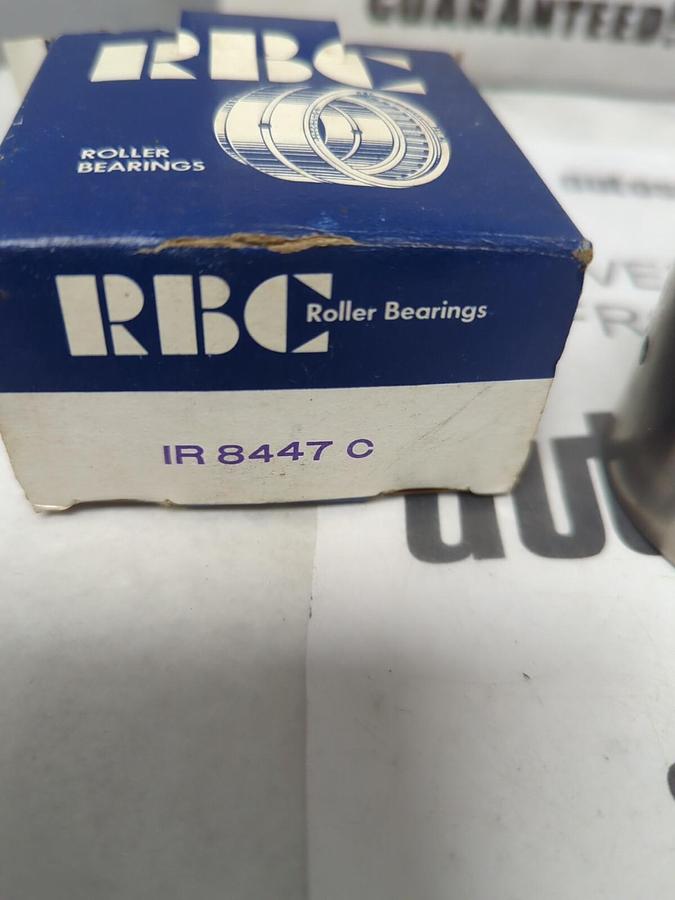 GUARANTEED
RBC
ROLLER
BEARINGS
RBC Roller Bearings
IR 8447 C